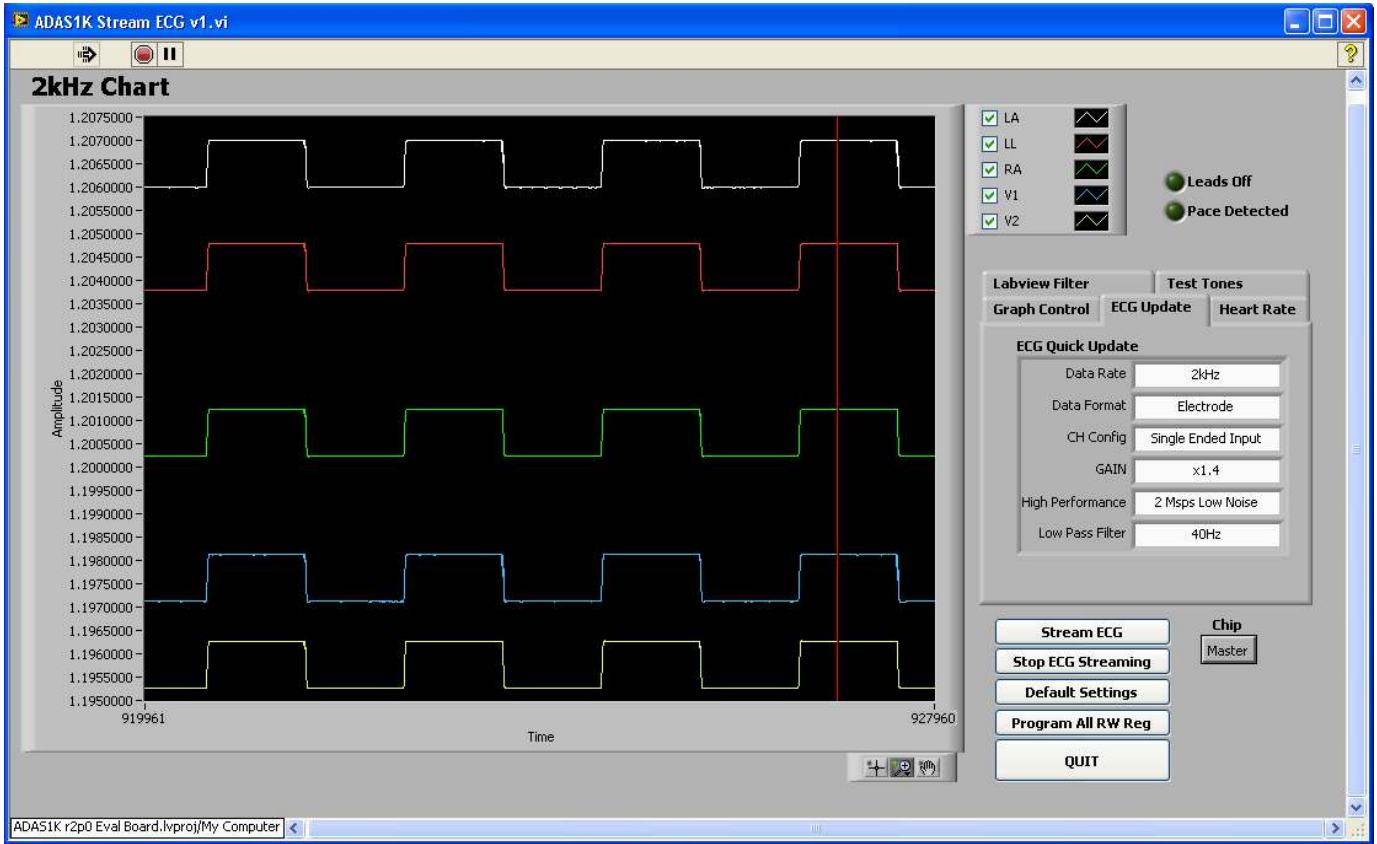 ADAS1K Stream ECG v1.vi
2kHz Chart
1.2075000
1.2070000
1.2065000
1.2060000
1.2055000
1.2050000
1.2045000
1.2040000
1.2035000
1.2030000
1.2025000
1.2020000
1.2015000
1.2010000
1.2005000
1.2000000
1.1995000
1.1990000
1.1985000
1.1980000
1.1975000
1.1970000
1.1965000
1.1960000
1.1955000
1.1950000
Amplitude
919961
927960
Time
LA
LL
RA
V1
V2
Leads Off
Pace Detected
Labview Filter
Test Tones
Graph Control
ECG Update
Heart Rate
ECG Quick Update
Data Rate 2kHz
Data Format Electrode
CH Config Single Ended Input
GAIN x1.4
High Performance 2 Msps Low Noise
Low Pass Filter 40Hz
Stream ECG
Stop ECG Streaming
Default Settings
Program All RW Reg
QUIT
Chip
Master
ADAS1K r2p0 Eval Board.lvproj/My Computer